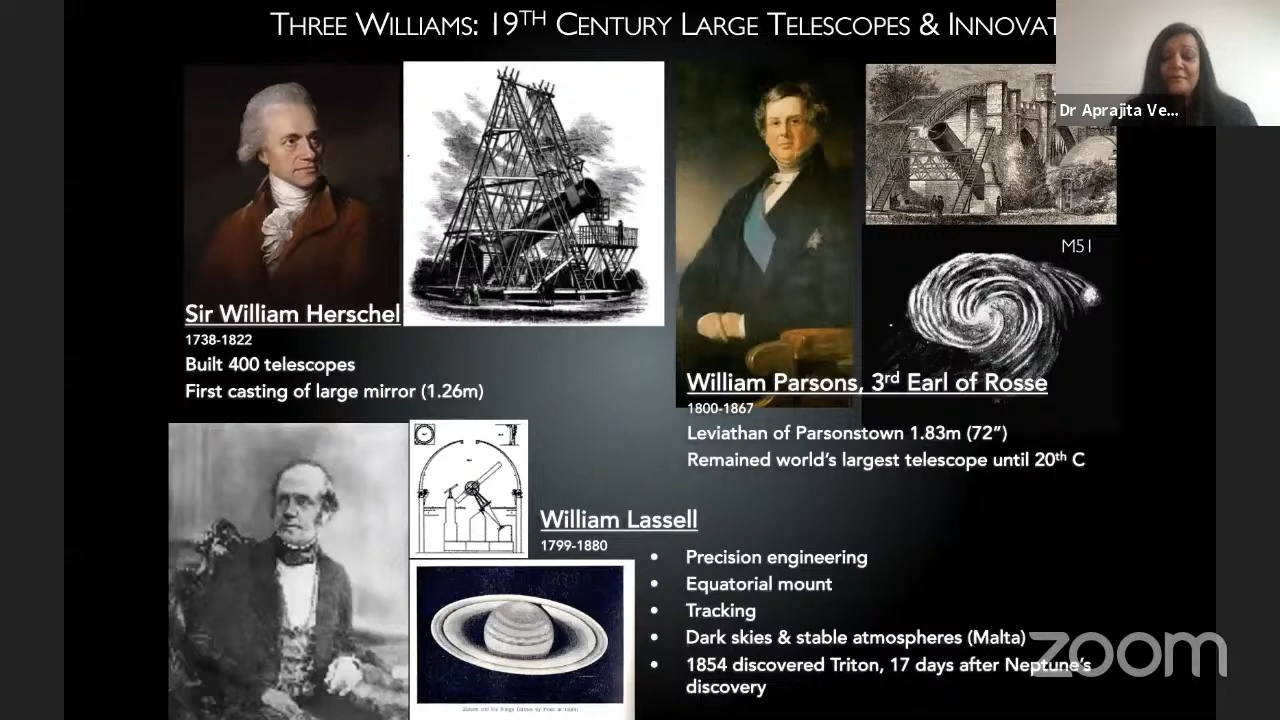 THREE WILLIAMS: 19TH CENTURY LARGE TELESCOPES & INNOVAT
Dr Aprajita Ve...
Sir William Herschel
1738-1822
Built 400 telescopes
First casting of large mirror (1.26m)
M51
William Parsons, 3rd Earl of Rosse
1800-1867
Leviathan of Parsonstown 1.83m (72”)
Remained world’s largest telescope until 20th C
William Lassell
1799-1880
• Precision engineering
• Equatorial mount
• Tracking
• Dark skies & stable atmospheres (Malta)
• 1854 discovered Triton, 17 days after Neptune’s
discovery
zoom